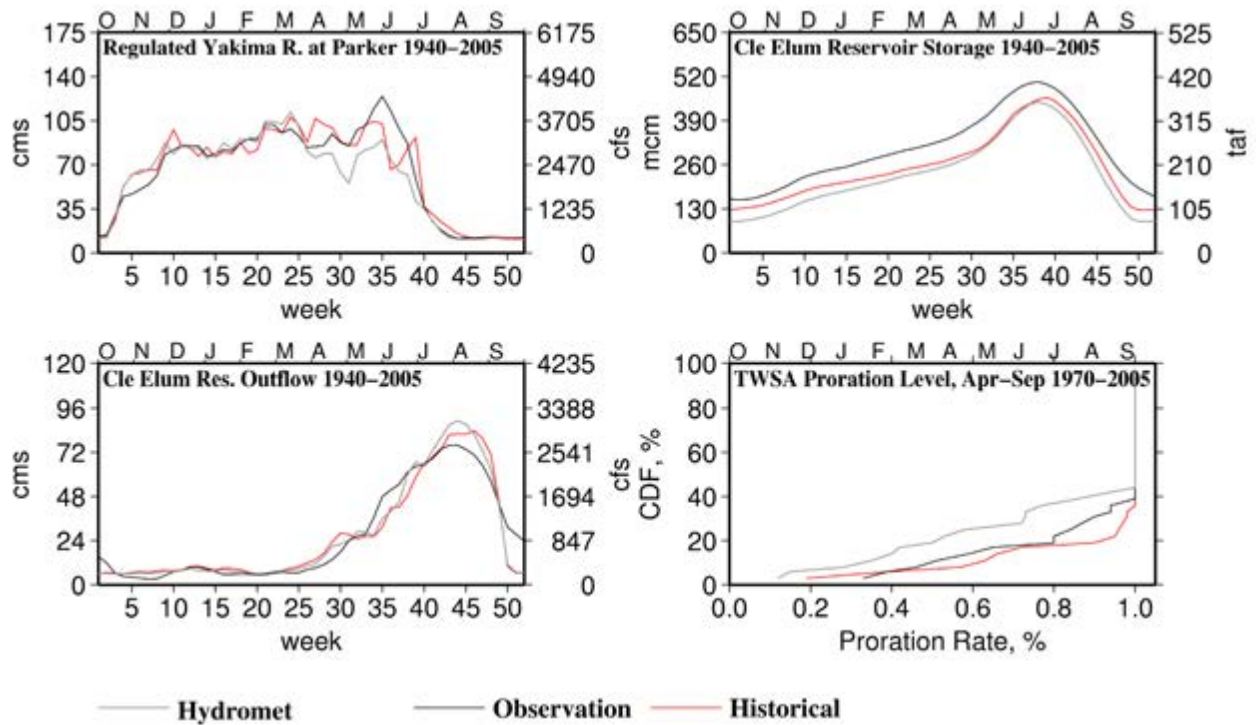 O N D J F M A M J J A S
175 Regulated Yakima R. at Parker 1940–2005 6175
140 4940
105 3705
70 2470
35 1235
0 0
cms
cfs
5 10 15 20 25 30 35 40 45 50
week
O N D J F M A M J J A S
650 Cle Elum Reservoir Storage 1940–2005 525
520 420
390 315
260 210
130 105
0 0
mcm
taf
5 10 15 20 25 30 35 40 45 50
week
O N D J F M A M J J A S
120 Cle Elum Res. Outflow 1940–2005 4235
96 3388
72 2541
48 1694
24 847
0 0
cms
cfs
5 10 15 20 25 30 35 40 45 50
week
O N D J F M A M J J A S
100 TWSA Proration Level, Apr–Sep 1970–2005
80
60
40
20
0
CDF, %
0.0 0.2 0.4 0.6 0.8 1.0
Proration Rate, %
Hydromet Observation Historical